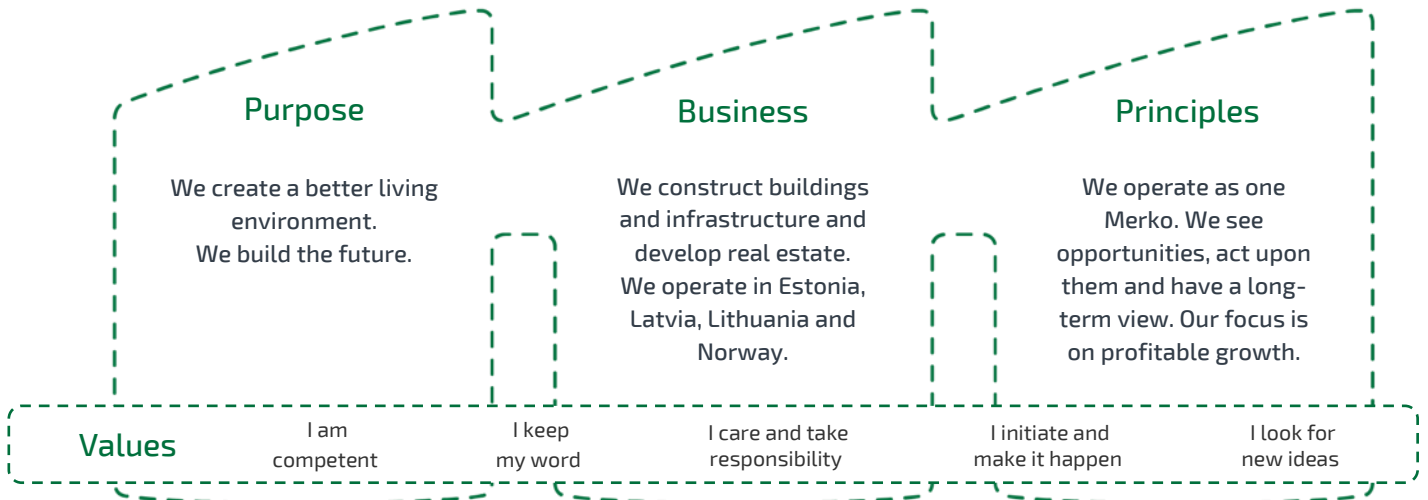 Purpose
We create a better living
environment.
We build the future.
Business
We construct buildings
and infrastructure and
develop real estate.
We operate in Estonia,
Latvia, Lithuania and
Norway.
Principles
We operate as one
Merko. We see
opportunities, act upon
them and have a long-
term view. Our focus is
on profitable growth.
Values
I am
competent
I keep
my word
I care and take
responsibility
I initiate and
make it happen
I look for
new ideas